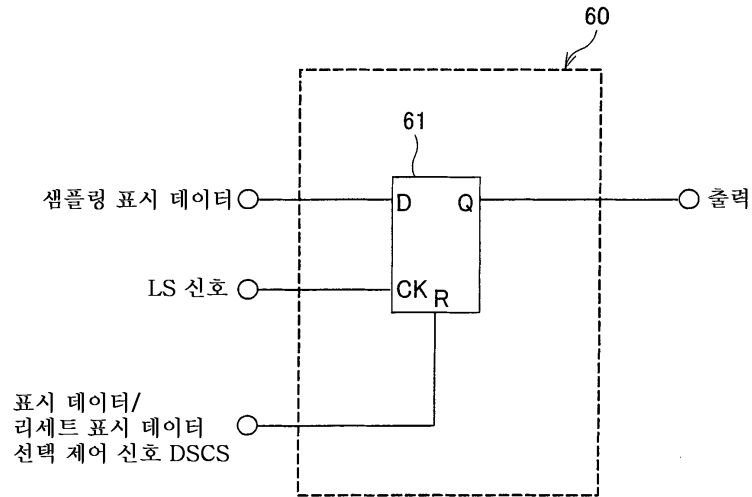 60
61
샘플링 표시 데이터
D
Q
출력
LS 신호
CK
R
표시 데이터/
리세트 표시 데이터
선택 제어 신호 DSCS